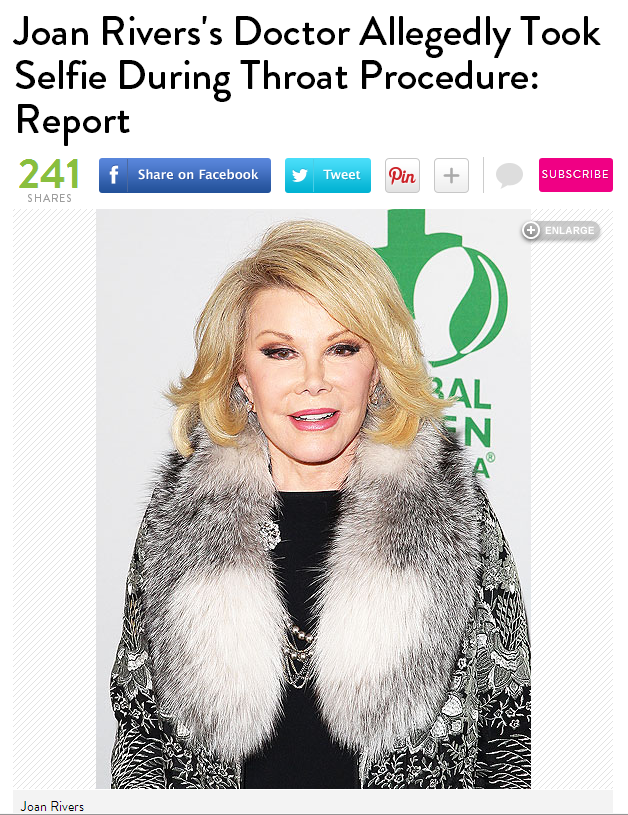 Joan Rivers's Doctor Allegedly Took
Selfie During Throat Procedure:
Report
241
SHARES
f Share on Facebook
Tweet
Pin
+
SUBSCRIBE
+ ENLARGE
BAL
EN
A®
Joan Rivers